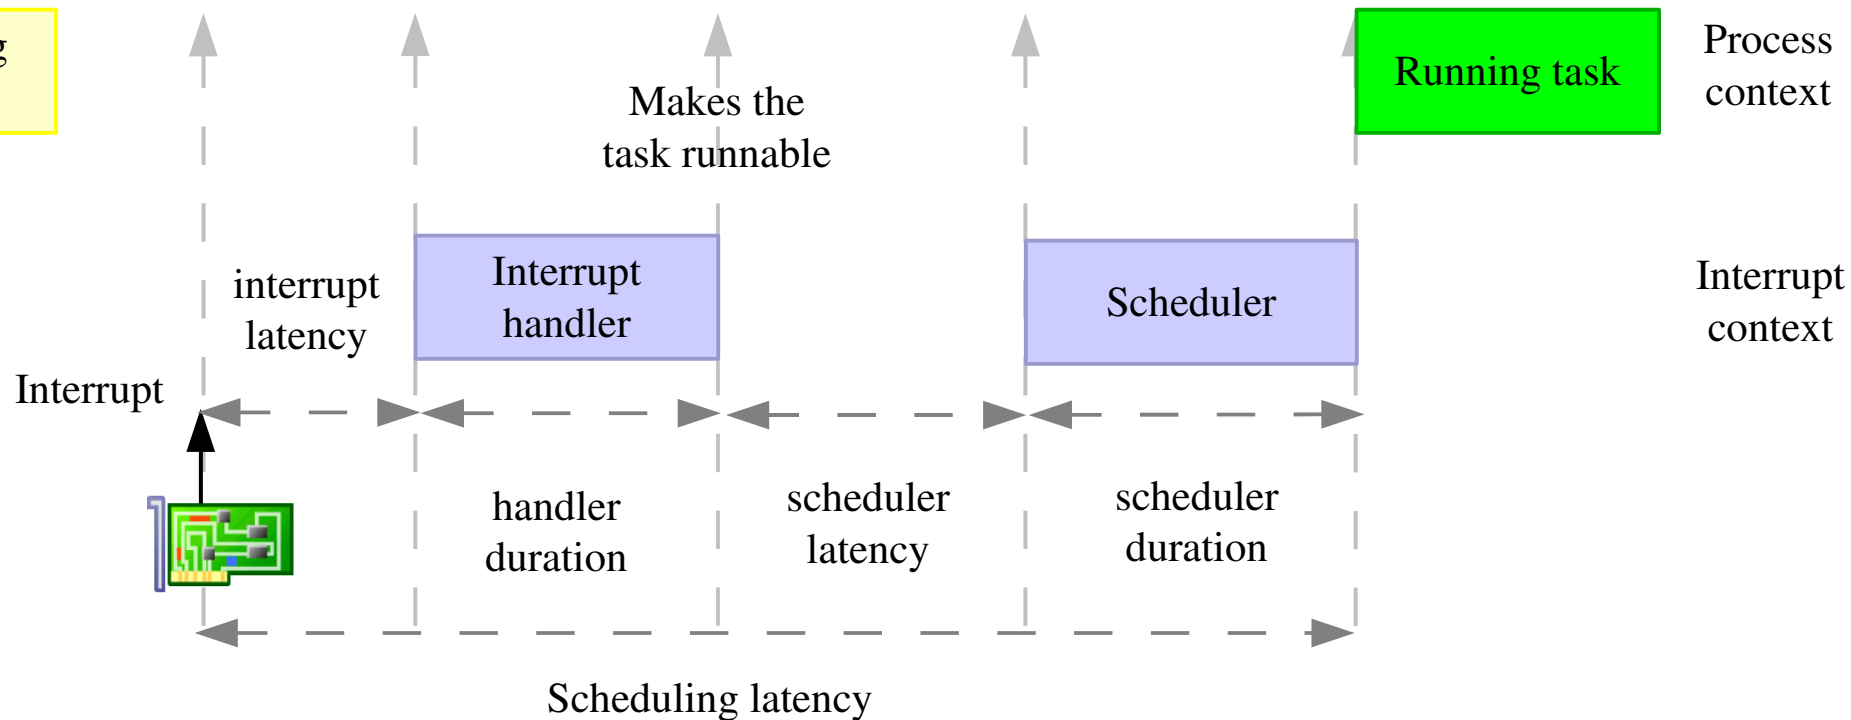 Running task
Process
context
Makes the
task runnable
interrupt
latency
Interrupt
handler
Scheduler
Interrupt
context
Interrupt
handler
duration
scheduler
latency
scheduler
duration
Scheduling latency